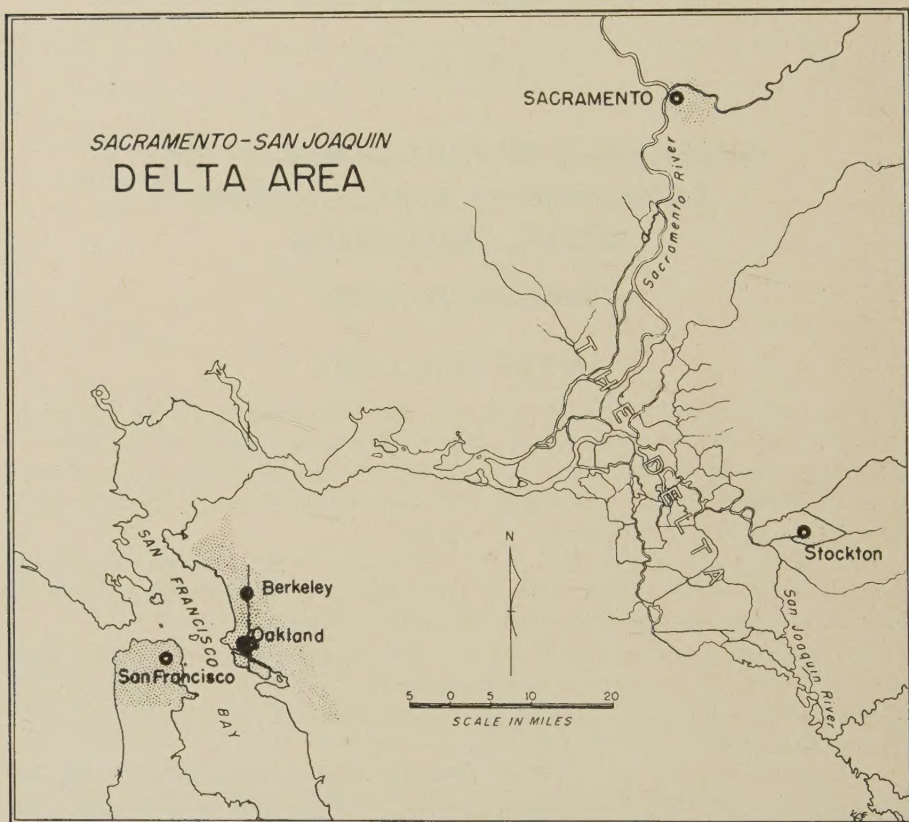 SACRAMENTO-SAN JOAQUIN
DELTA AREA
SACRAMENTO
Sacramento River
THE DELTA
Stockton
San Joaquin River
N
Berkeley
Oakland
San Francisco
SAN FRANCISCO BAY
5 0 5 10 20
SCALE IN MILES